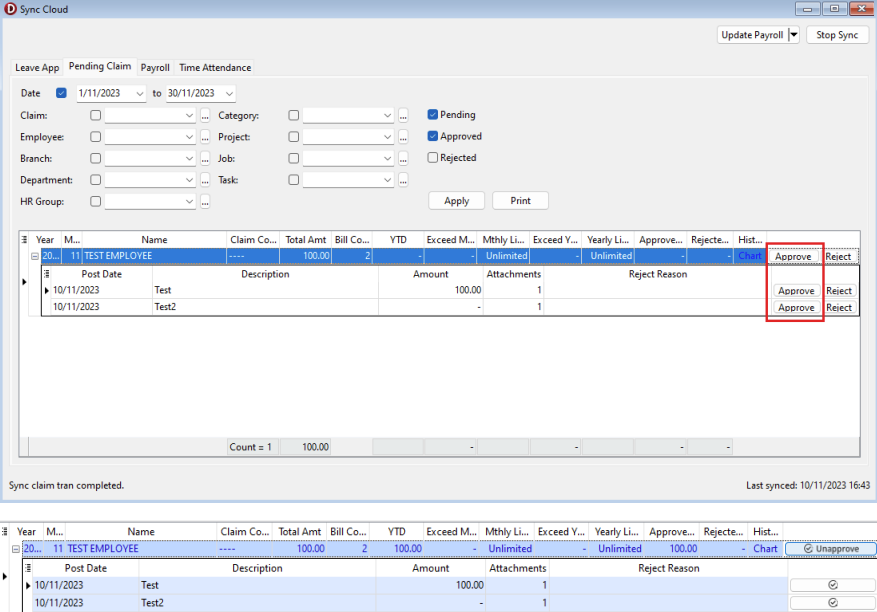 Sync Cloud
Update Payroll Stop Sync
Leave App Pending Claim Payroll Time Attendance
Date 1/11/2023 to 30/11/2023
Claim: ... Category: ... Pending
Employee: ... Project: ... Approved
Branch: ... Job: ... Rejected
Department: ... Task: ...
HR Group: ... Apply Print
Year M... Name Claim Co... Total Amt Bill Co... YTD Exceed M... Mthly Li... Exceed Y... Yearly Li... Approve... Rejecte... Hist...
20... 11 TEST EMPLOYEE ---- 100.00 2 - - Unlimited - Unlimited - - Chart Approve Reject
Post Date Description Amount Attachments Reject Reason
10/11/2023 Test 100.00 1 Approve Reject
10/11/2023 Test2 - 1 Approve Reject
Count = 1 100.00 - - - -
Sync claim tran completed. Last synced: 10/11/2023 16:43
Year M... Name Claim Co... Total Amt Bill Co... YTD Exceed M... Mthly Li... Exceed Y... Yearly Li... Approve... Rejecte... Hist...
20... 11 TEST EMPLOYEE ---- 100.00 2 100.00 - Unlimited - Unlimited 100.00 - Chart Unapprove
Post Date Description Amount Attachments Reject Reason
10/11/2023 Test 100.00 1
10/11/2023 Test2 - 1